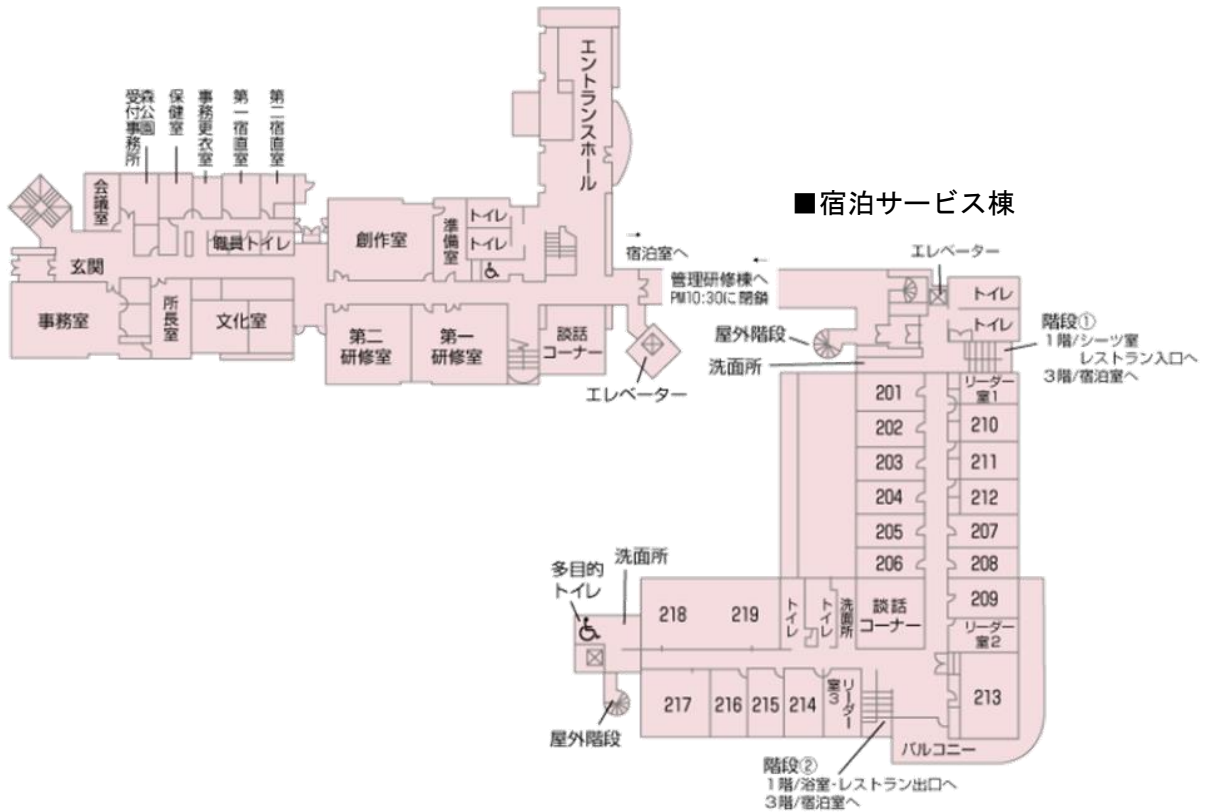 エントランスホール
森公園
受付事務所
保健室
事務更衣室
第一宿直室
第二宿直室
会議室
職員トイレ
創作室
準備室
トイレ
トイレ
玄関
事務室
所長室
文化室
第二
研修室
第一
研修室
談話
コーナー
エレベーター
→
宿泊室へ
←
管理研修棟へ
PM10:30に閉鎖
■宿泊サービス棟
エレベーター
トイレ
トイレ
屋外階段
洗面所
階段①
1階/シーツ室
レストラン入口へ
3階/宿泊室へ
リーダー
室1
201
210
202
211
203
212
204
207
205
208
206
209
談話
コーナー
リーダー
室2
213
多目的
トイレ
洗面所
218
219
トイレ
トイレ
洗面所
217
216
215
214
リーダー
室3
屋外階段
バルコニー
階段②
1階/浴室・レストラン出口へ
3階/宿泊室へ